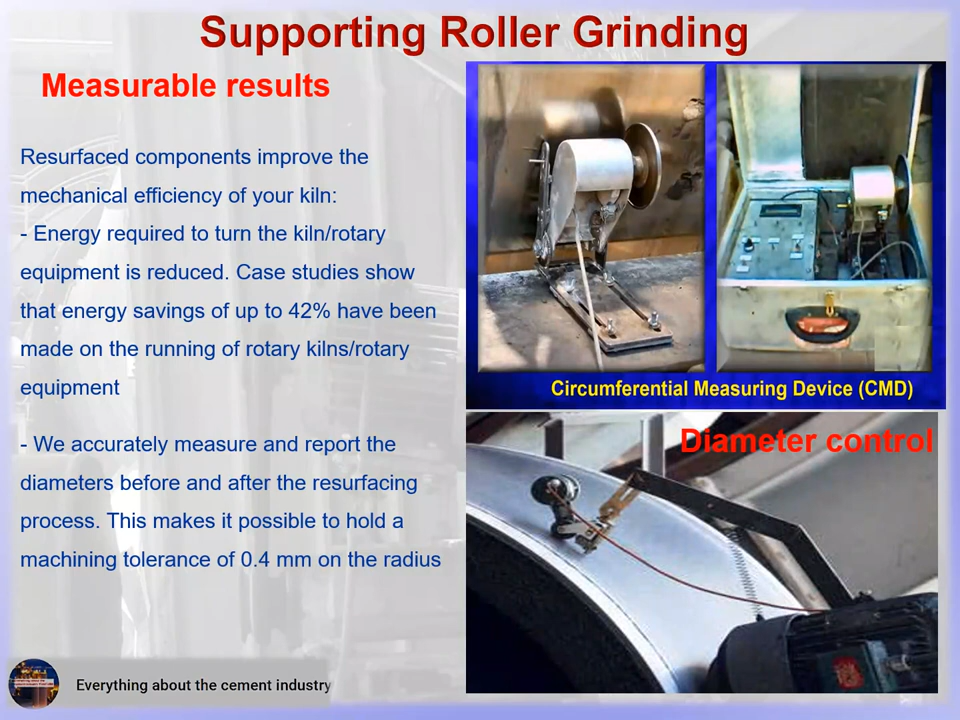 Supporting Roller Grinding
Measurable results
Resurfaced components improve the
mechanical efficiency of your kiln:
- Energy required to turn the kiln/rotary
equipment is reduced. Case studies show
that energy savings of up to 42% have been
made on the running of rotary kilns/rotary
equipment
- We accurately measure and report the
diameters before and after the resurfacing
process. This makes it possible to hold a
machining tolerance of 0.4 mm on the radius
Circumferential Measuring Device (CMD)
Diameter control
Everything about the cement industry